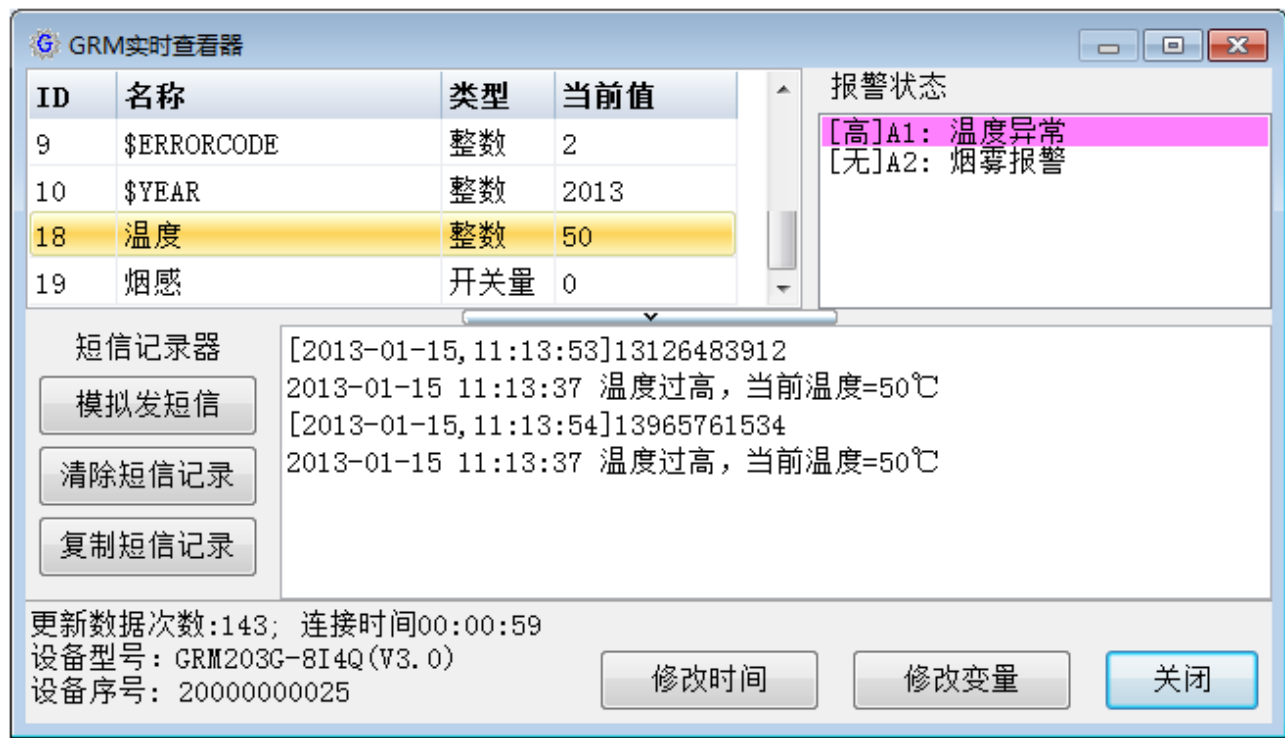 GRM实时查看器
ID 名称 类型 当前值
9 $ERRORCODE 整数 2
10 $YEAR 整数 2013
18 温度 整数 50
19 烟感 开关量 0
报警状态
[高]A1: 温度异常
[无]A2: 烟雾报警
短信记录器
模拟发短信
清除短信记录
复制短信记录
[2013-01-15,11:13:53]13126483912
2013-01-15 11:13:37 温度过高，当前温度=50℃
[2013-01-15,11:13:54]13965761534
2013-01-15 11:13:37 温度过高，当前温度=50℃
更新数据次数:143; 连接时间00:00:59
设备型号: GRM203G-8I4Q(V3.0)
设备序号: 20000000025
修改时间
修改变量
关闭